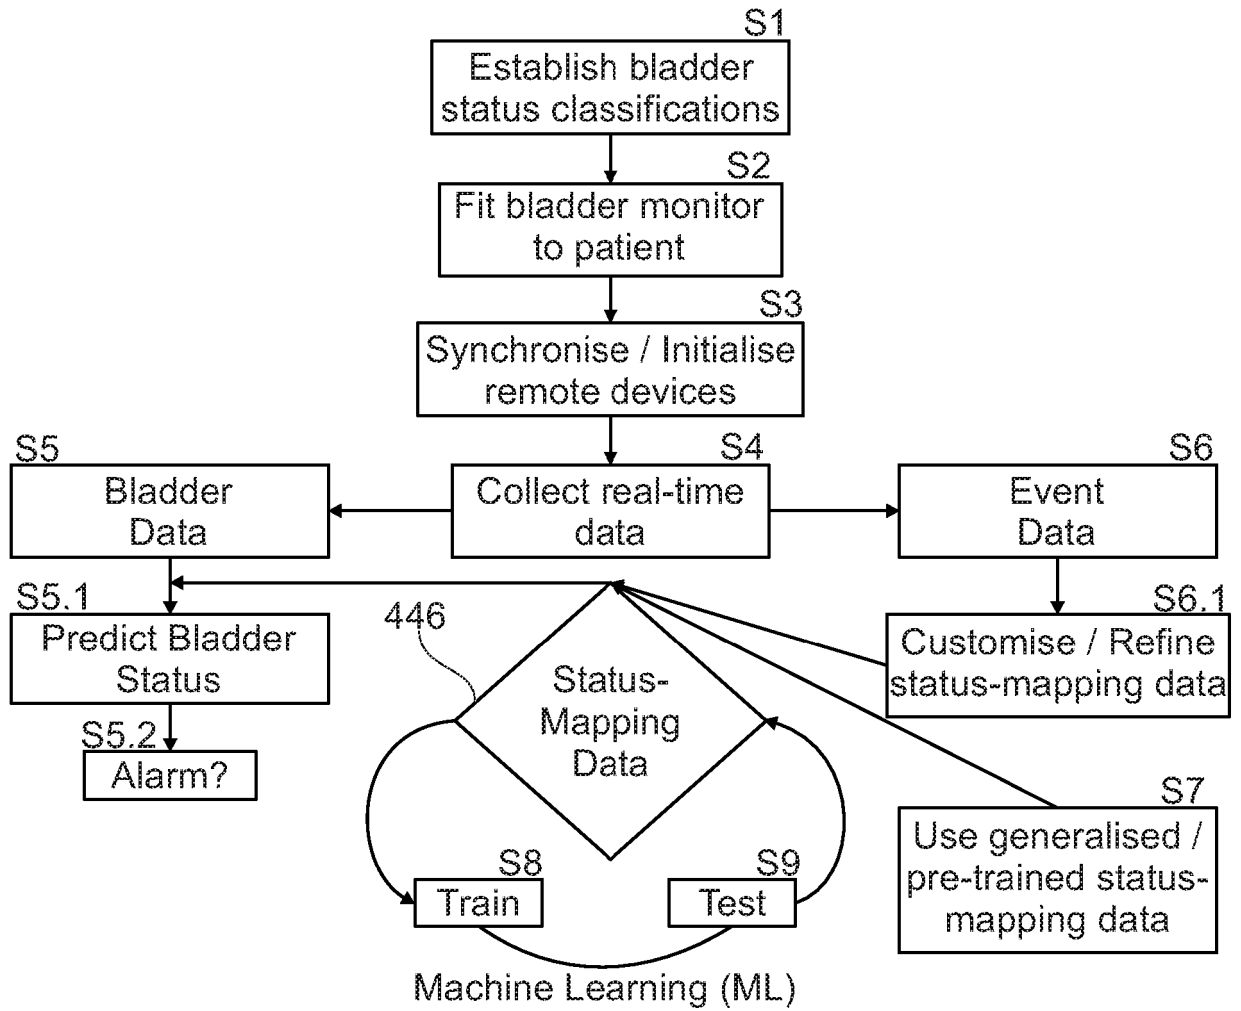 S1
Establish bladder
status classifications
S2
Fit bladder monitor
to patient
S3
Synchronise / Initialise
remote devices
S5
Bladder
Data
S4
Collect real-time
data
S6
Event
Data
S5.1
Predict Bladder
Status
446
Status-
Mapping
Data
S6.1
Customise / Refine
status-mapping data
S5.2
Alarm?
S7
Use generalised /
pre-trained status-
mapping data
S8
Train
S9
Test
Machine Learning (ML)